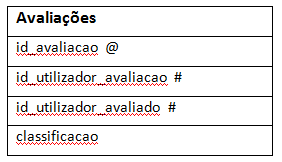 Avaliações
id_avaliacao @
id_utilizador_avaliacao #
id_utilizador_avaliado #
classificacao